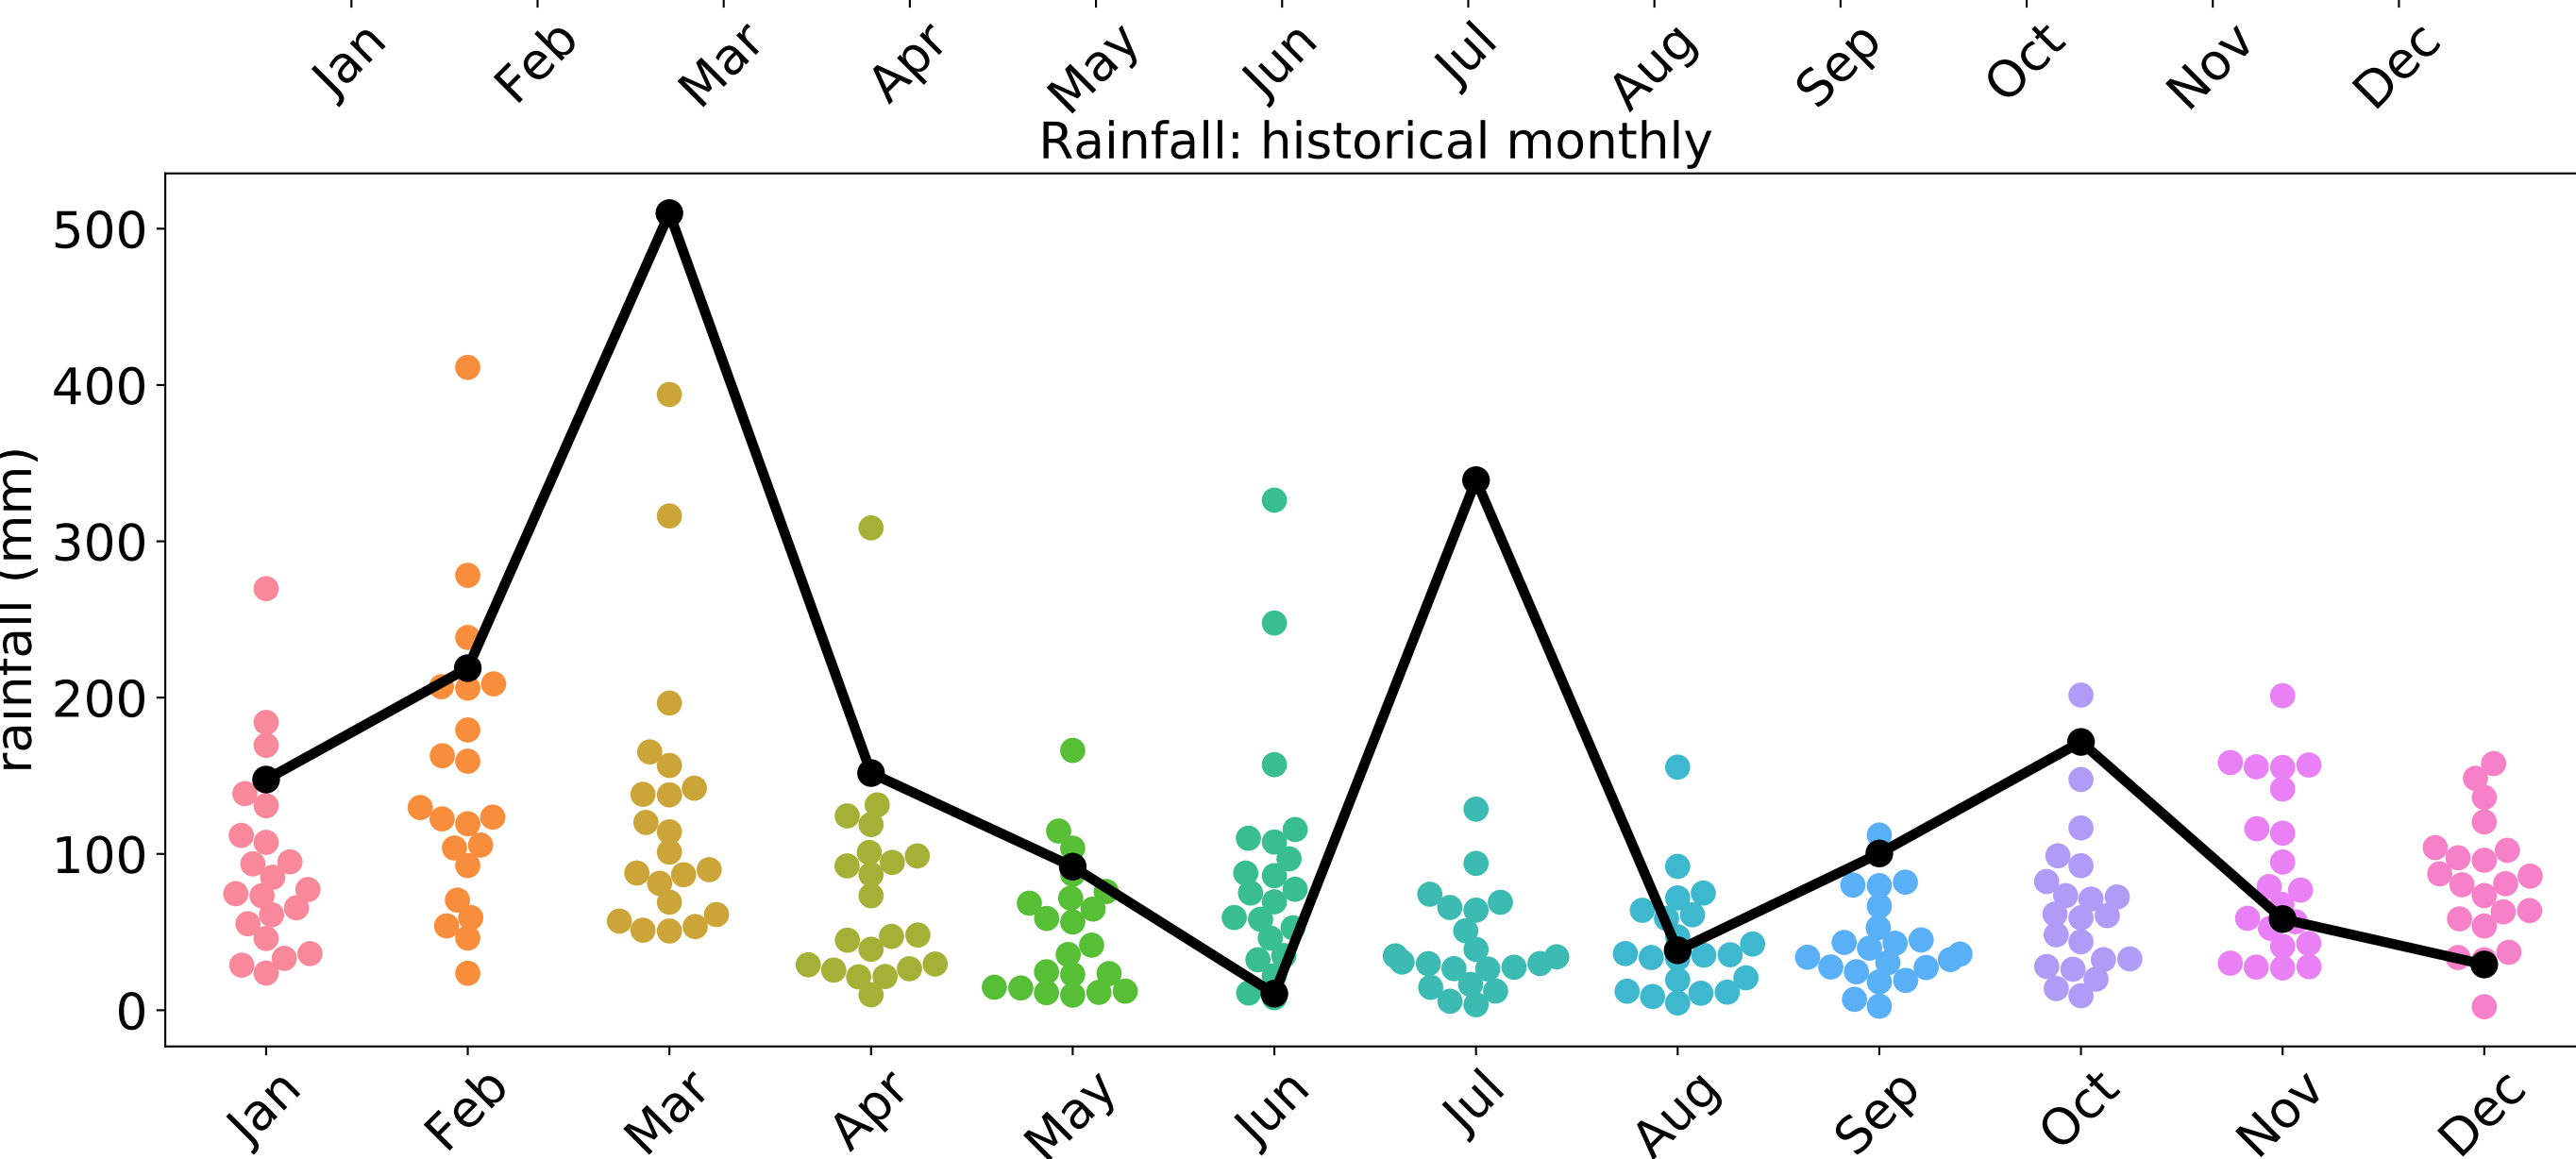 Jan Feb Mar Apr May Jun Jul Aug Sep Oct Nov Dec
Rainfall: historical monthly
500
400
300
200
100
0
rainfall (mm)
Jan Feb Mar Apr May Jun Jul Aug Sep Oct Nov Dec